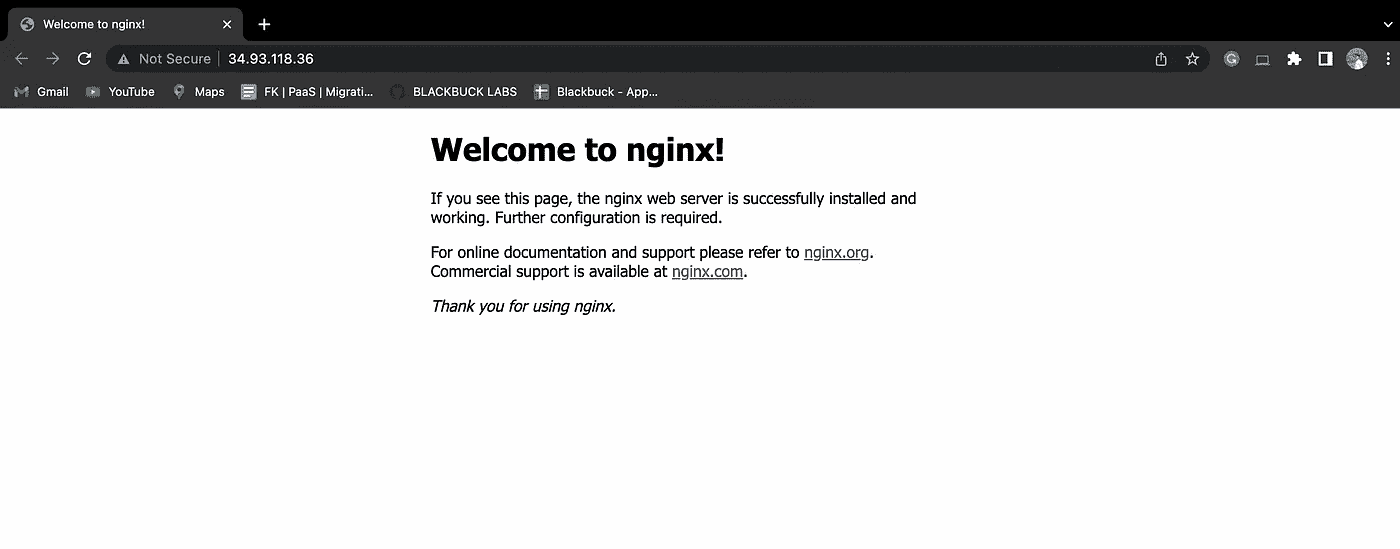 Welcome to nginx!
Not Secure 34.93.118.36
Gmail YouTube Maps FK | PaaS | Migrati... BLACKBUCK LABS Blackbuck - App...
Welcome to nginx!
If you see this page, the nginx web server is successfully installed and
working. Further configuration is required.
For online documentation and support please refer to nginx.org.
Commercial support is available at nginx.com.
Thank you for using nginx.